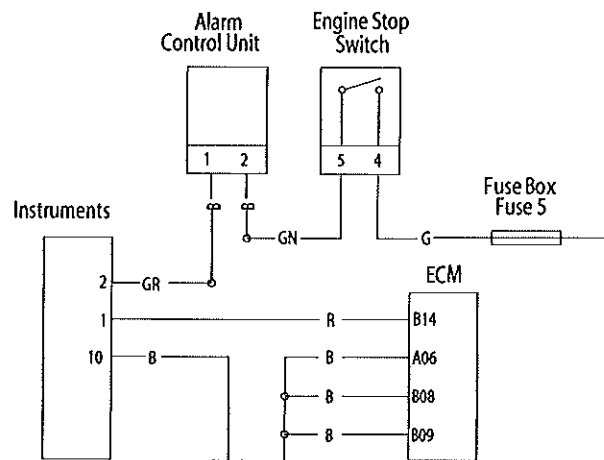 Alarm
Control Unit
Engine Stop
Switch
1 2
5 4
Fuse Box
Fuse 5
Instruments
B B
GN
G
ECM
2
GR
1
R
B14
10
B
B
A06
B
B08
B
B09